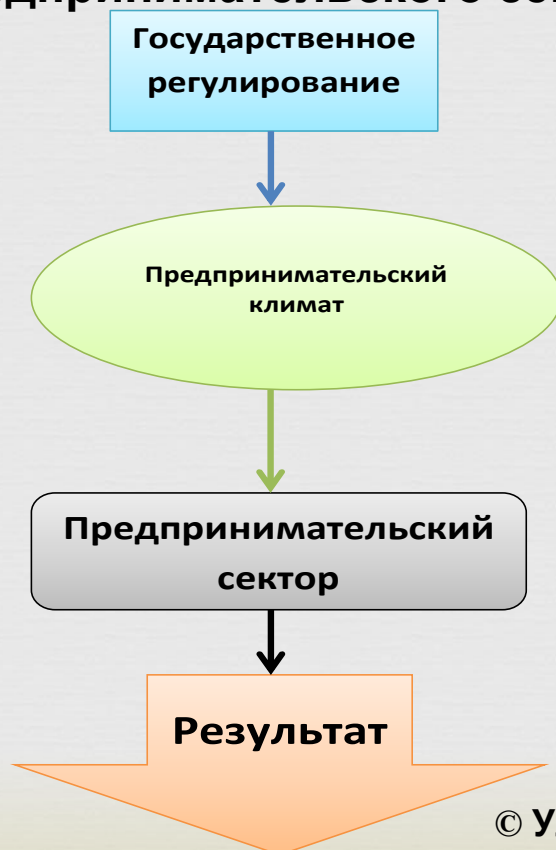 Государственное
регулирование
Предпринимательский
климат
Предпринимательский
сектор
Результат
©